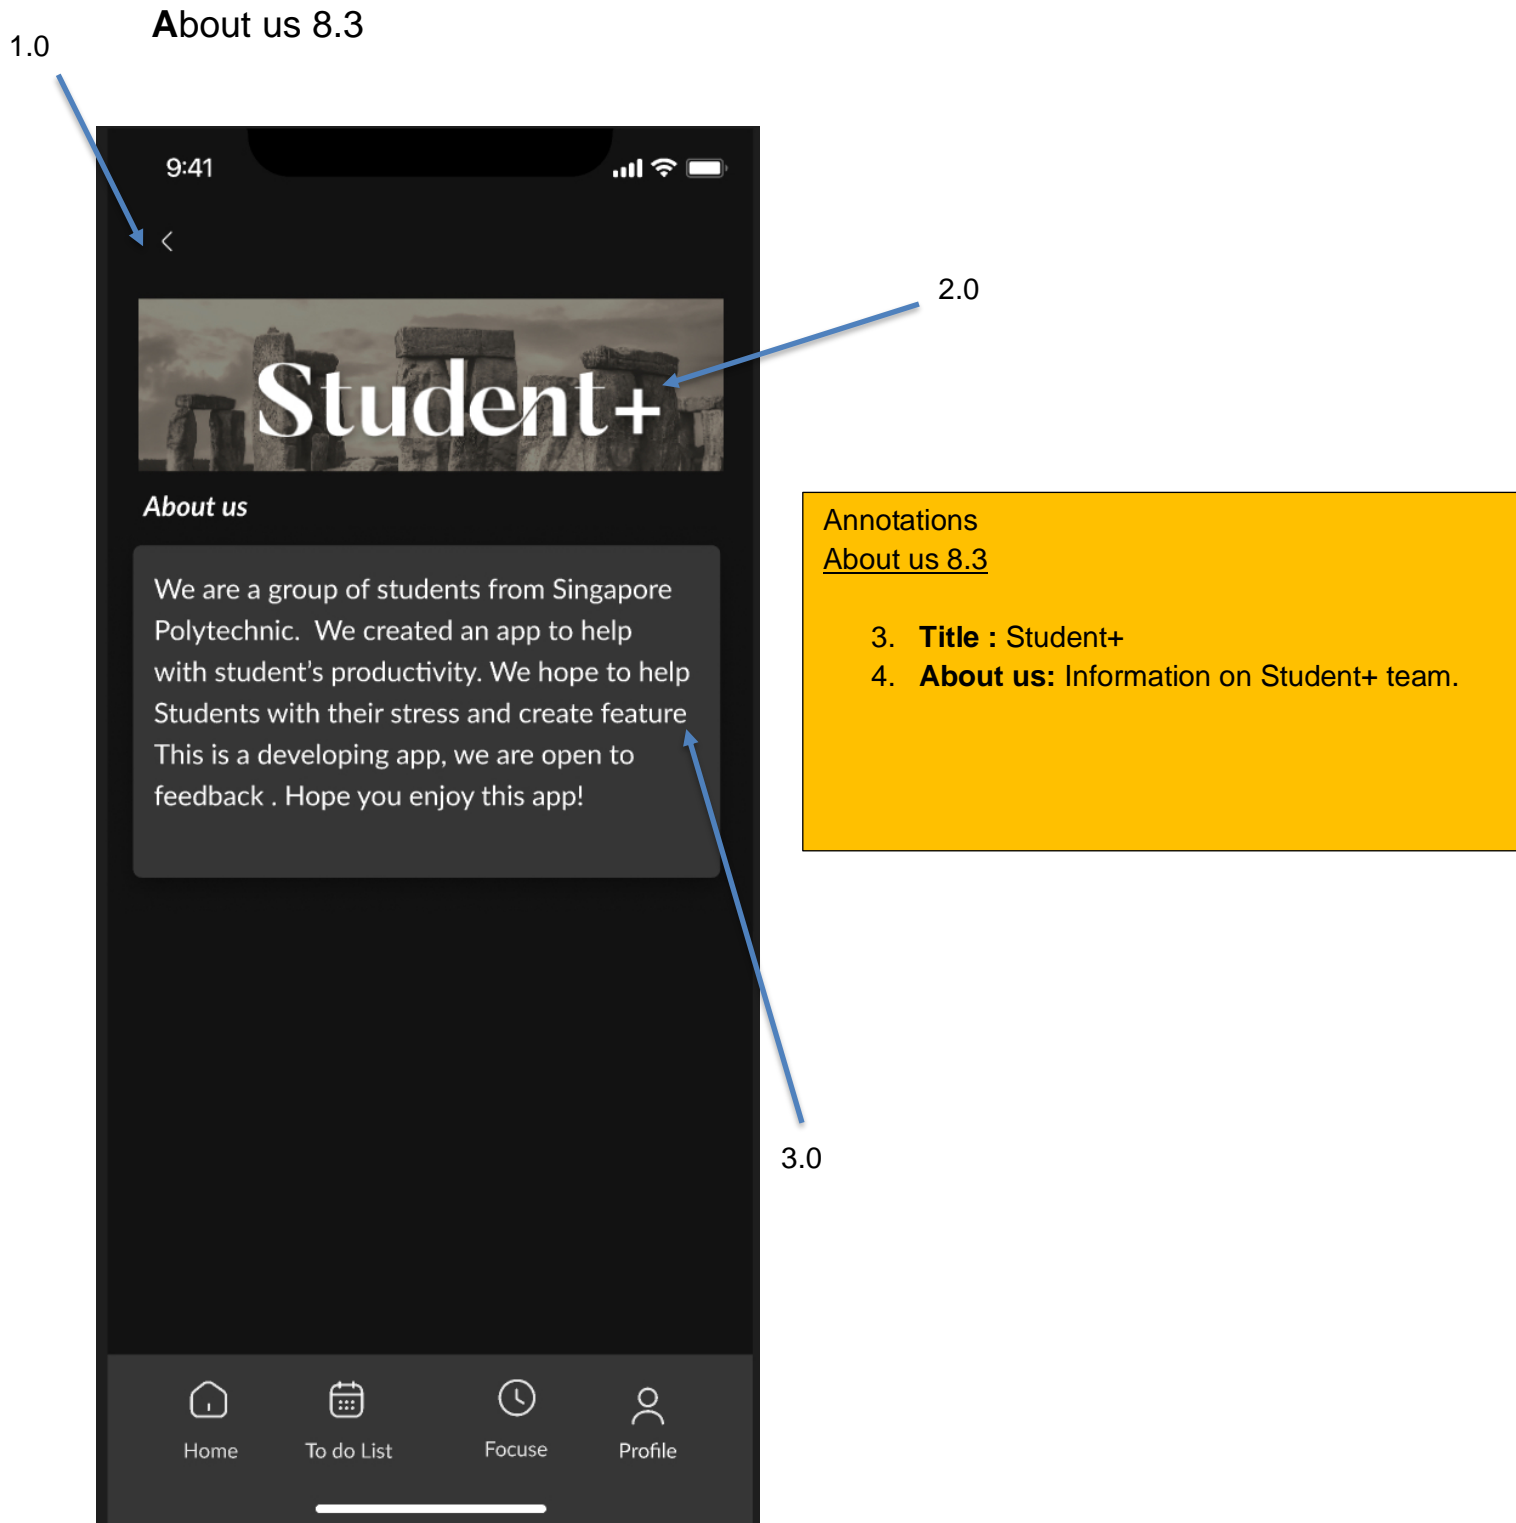 About us 8.3
1.0
9:41
2.0
Student+
About us
We are a group of students from Singapore
Polytechnic.  We created an app to help
with student's productivity. We hope to help
Students with their stress and create feature
This is a developing app, we are open to
feedback . Hope you enjoy this app!
Annotations
About us 8.3
3. Title : Student+
4. About us: Information on Student+ team.
3.0
Home
To do List
Focuse
Profile